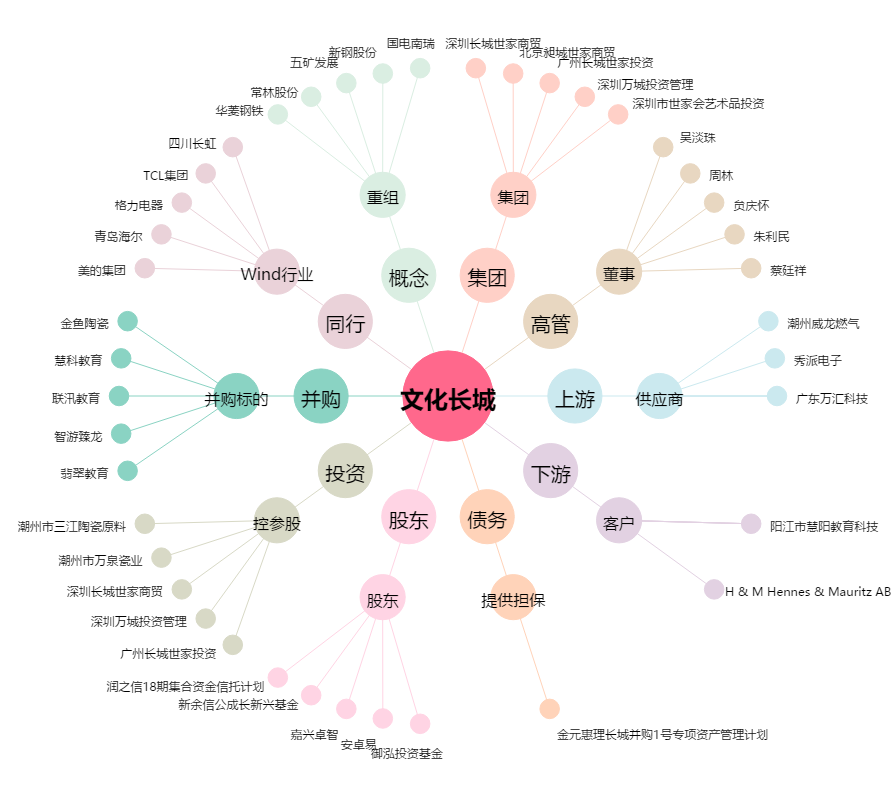 国电南瑞
新钢股份
五矿发展
常林股份
华菱钢铁
重组
概念
深圳长城世家商贸
北京昶城世家商贸
广州长城世家投资
深圳万城投资管理
深圳市世家会艺术品投资
集团
集团
四川长虹
TCL集团
格力电器
青岛海尔
美的集团
Wind行业
同行
吴淡珠
周林
贠庆怀
朱利民
蔡廷祥
董事
高管
金鱼陶瓷
慧科教育
联汛教育
智游臻龙
翡翠教育
并购标的
并购
文化长城
上游
供应商
潮州威龙燃气
秀派电子
广东万汇科技
投资
控参股
潮州市三江陶瓷原料
潮州市万泉瓷业
深圳长城世家商贸
深圳万城投资管理
广州长城世家投资
下游
客户
阳江市慧阳教育科技
H & M Hennes & Mauritz AB
股东
股东
润之信18期集合资金信托计划
新余信公成长新兴基金
嘉兴卓智
安卓易
御泓投资基金
债务
提供担保
金元惠理长城并购1号专项资产管理计划